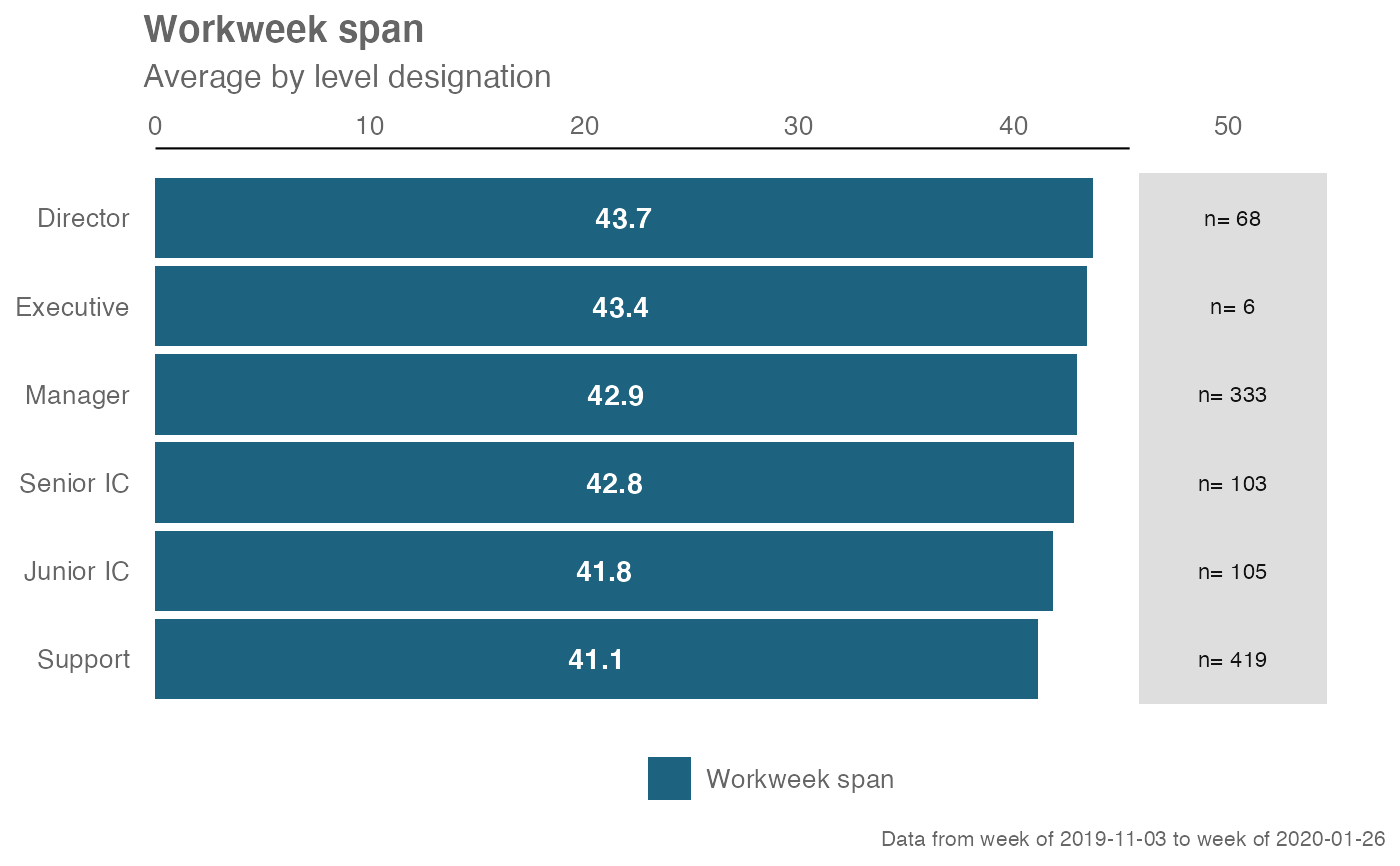 Workweek span
Average by level designation
0 10 20 30 40 50
Director 43.7 n= 68
Executive 43.4 n= 6
Manager 42.9 n= 333
Senior IC 42.8 n= 103
Junior IC 41.8 n= 105
Support 41.1 n= 419
Workweek span
Data from week of 2019-11-03 to week of 2020-01-26